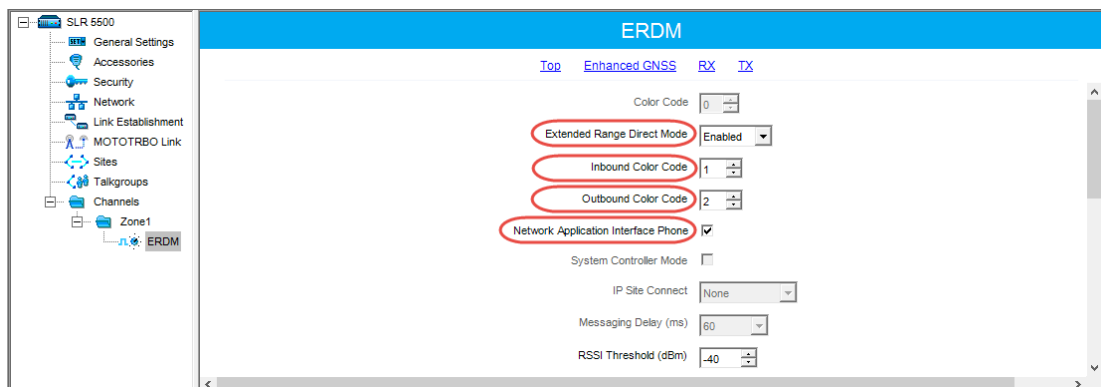 SLR 5500
General Settings
Accessories
Security
Network
Link Establishment
MOTOTRBO Link
Sites
Talkgroups
Channels
Zone1
ERDM
ERDM
Top Enhanced GNSS RX TX
Color Code 0
Extended Range Direct Mode Enabled
Inbound Color Code 1
Outbound Color Code 2
Network Application Interface Phone
System Controller Mode
IP Site Connect None
Messaging Delay (ms) 60
RSSI Threshold (dBm) -40